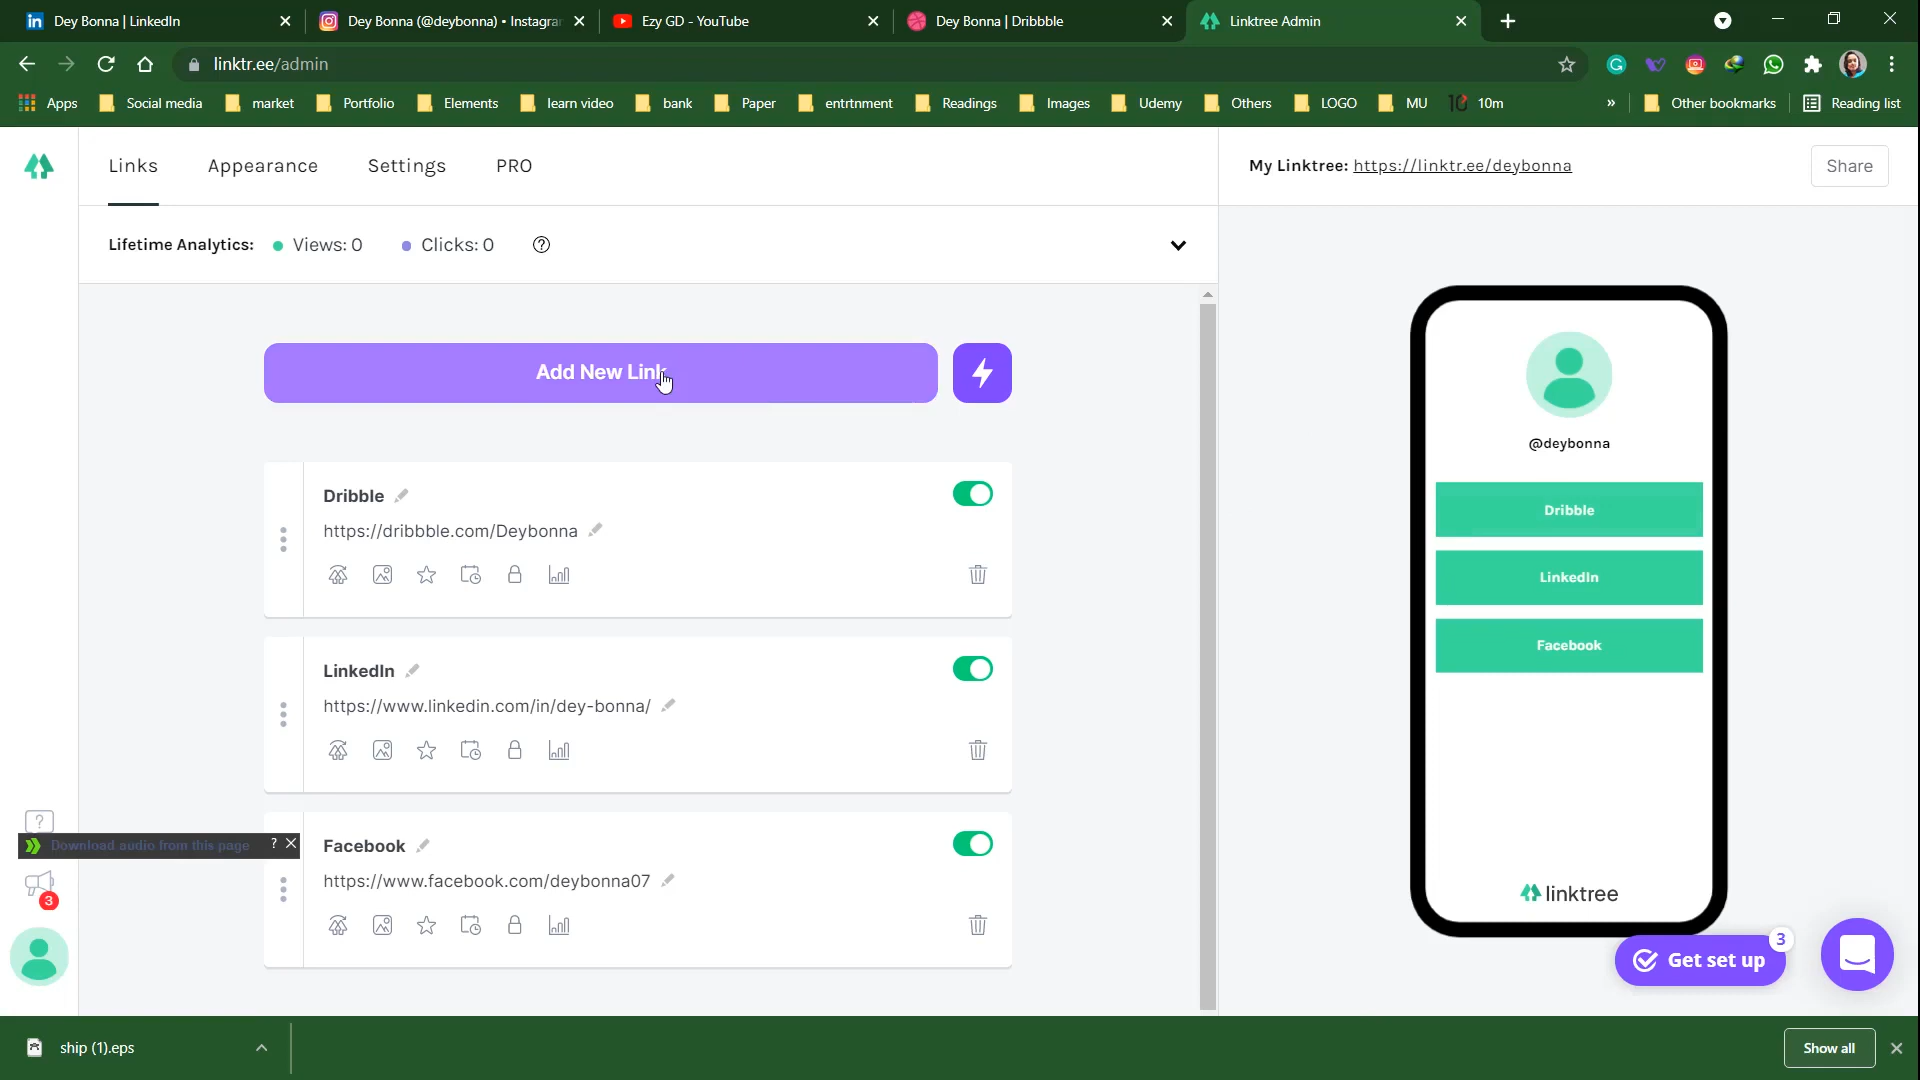 Dey Bonna | LinkedIn
Dey Bonna (@deybonna) • Instagra
Ezy GD - YouTube
Dey Bonna | Dribbble
Linktree Admin
linktr.ee/admin
Apps
Social media
market
Portfolio
Elements
learn video
bank
Paper
entrtnment
Readings
Images
Udemy
Others
LOGO
MU
10m
»
Other bookmarks
Reading list
Links
Appearance
Settings
PRO
My Linktree: https://linktr.ee/deybonna
Share
Lifetime Analytics:
Views: 0
Clicks: 0
?
Add New Link
Dribble
https://dribbble.com/Deybonna
LinkedIn
https://www.linkedin.com/in/dey-bonna/
Facebook
https://www.facebook.com/deybonna07
@deybonna
Dribble
LinkedIn
Facebook
linktree
?
Download audio from this page
?
3
Get set up
3
ship (1).eps
Show all